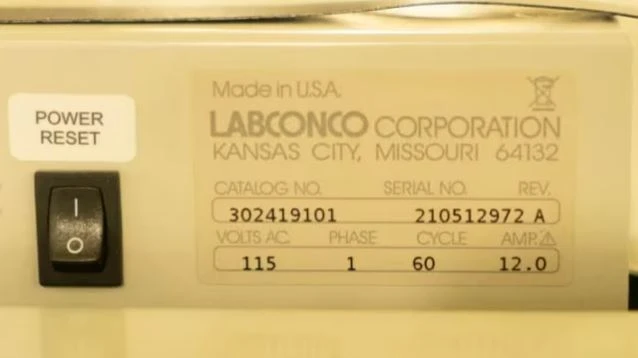 POWER
RESET
Made in U.S.A.
LABCONCO CORPORATION
KANSAS CITY, MISSOURI 64132
CATALOG NO. SERIAL NO. REV.
302419101 210512972 A
VOLTS AC. PHASE CYCLE AMP.
115 1 60 12.0
I
O